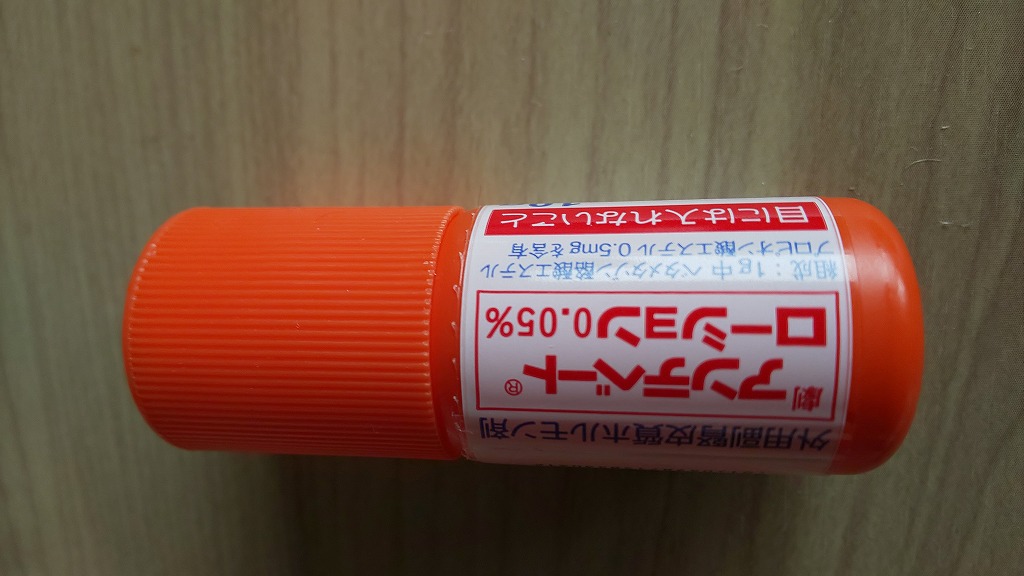 外用副腎皮質ホルモン剤
劇 アンテベート®
ローション0.05%
組成:1g中 ベタメタゾン酪酸エステル
プロピオン酸エステル 0.5mgを含有
目には入れないこと